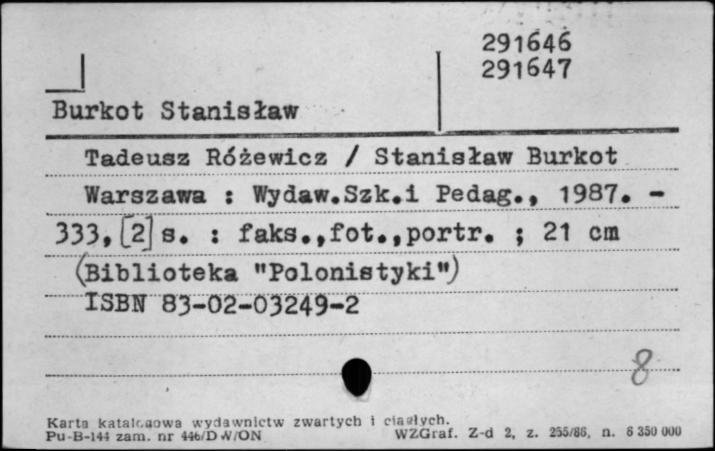 291646
291647
Burkot Stanisław
Tadeusz Różewicz / Stanisław Burkot
Warszawa : Wydaw.Szk.i Pedag., 1987. -
333,[2] s. : faks.,fot.,portr. ; 21 cm
(Biblioteka "Polonistyki")
ISBN 83-02-03249-2
8
Karta katalogowa wydawnictw zwartych i ciągłych.
Pu-B-144 zam. nr 446/DW/ON
WZGraf. Z-d 2, z. 255/86, n. 6 350 000